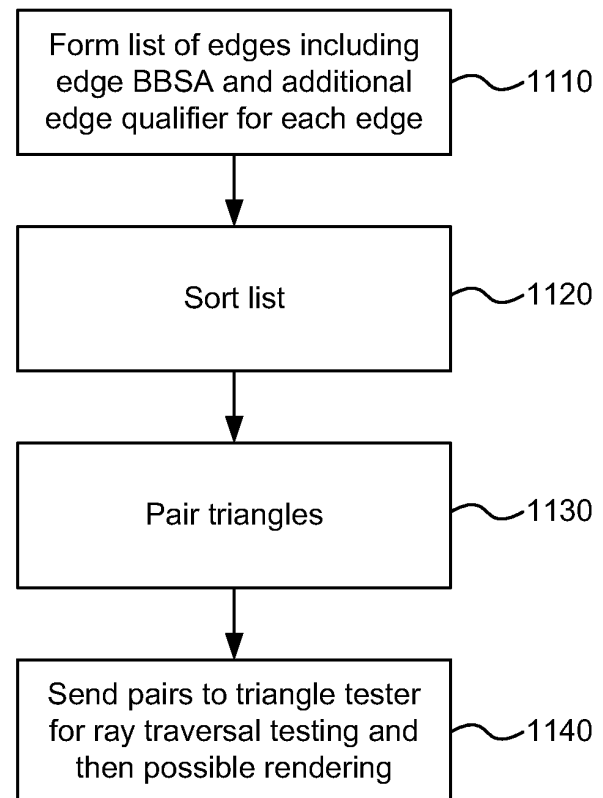 Form list of edges including
edge BBSA and additional
edge qualifier for each edge
1110
Sort list
1120
Pair triangles
1130
Send pairs to triangle tester
for ray traversal testing and
then possible rendering
1140